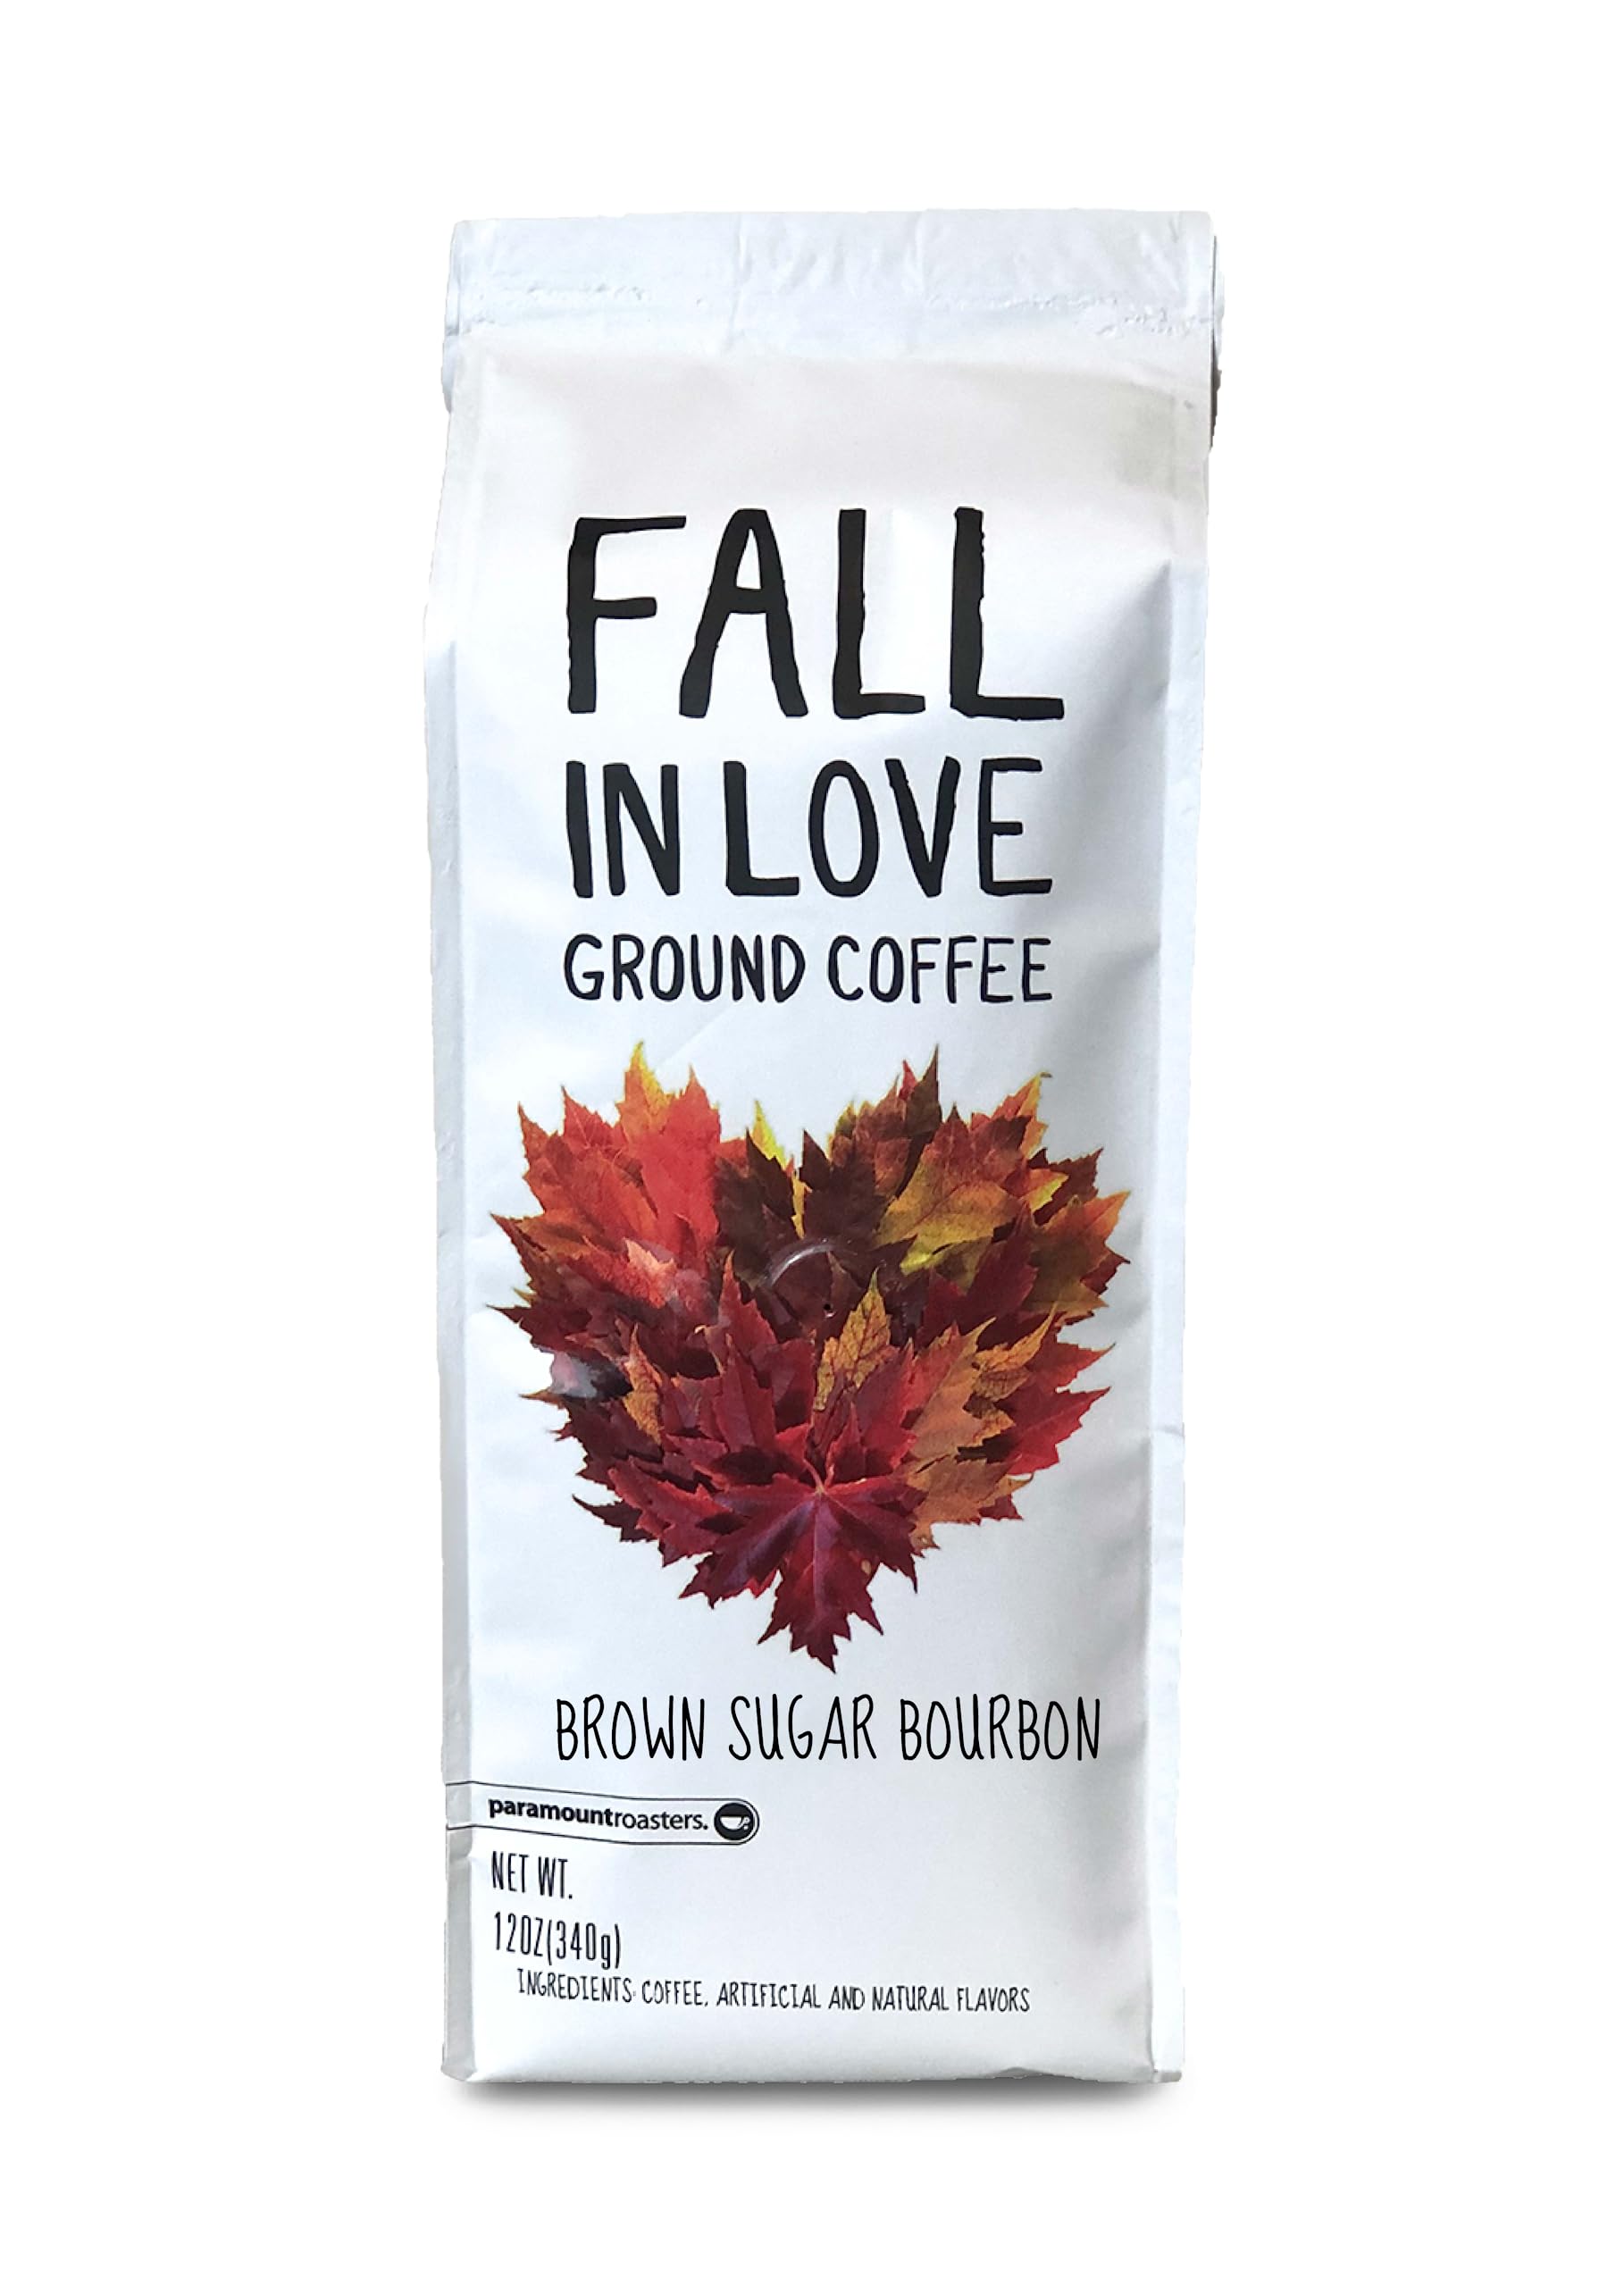 FALL
IN LOVE
GROUND COFFEE
BROWN SUGAR BOURBON
paramountroasters.
NET WT.
12OZ(340g)
INGREDIENTS: COFFEE, ARTIFICIAL AND NATURAL FLAVORS